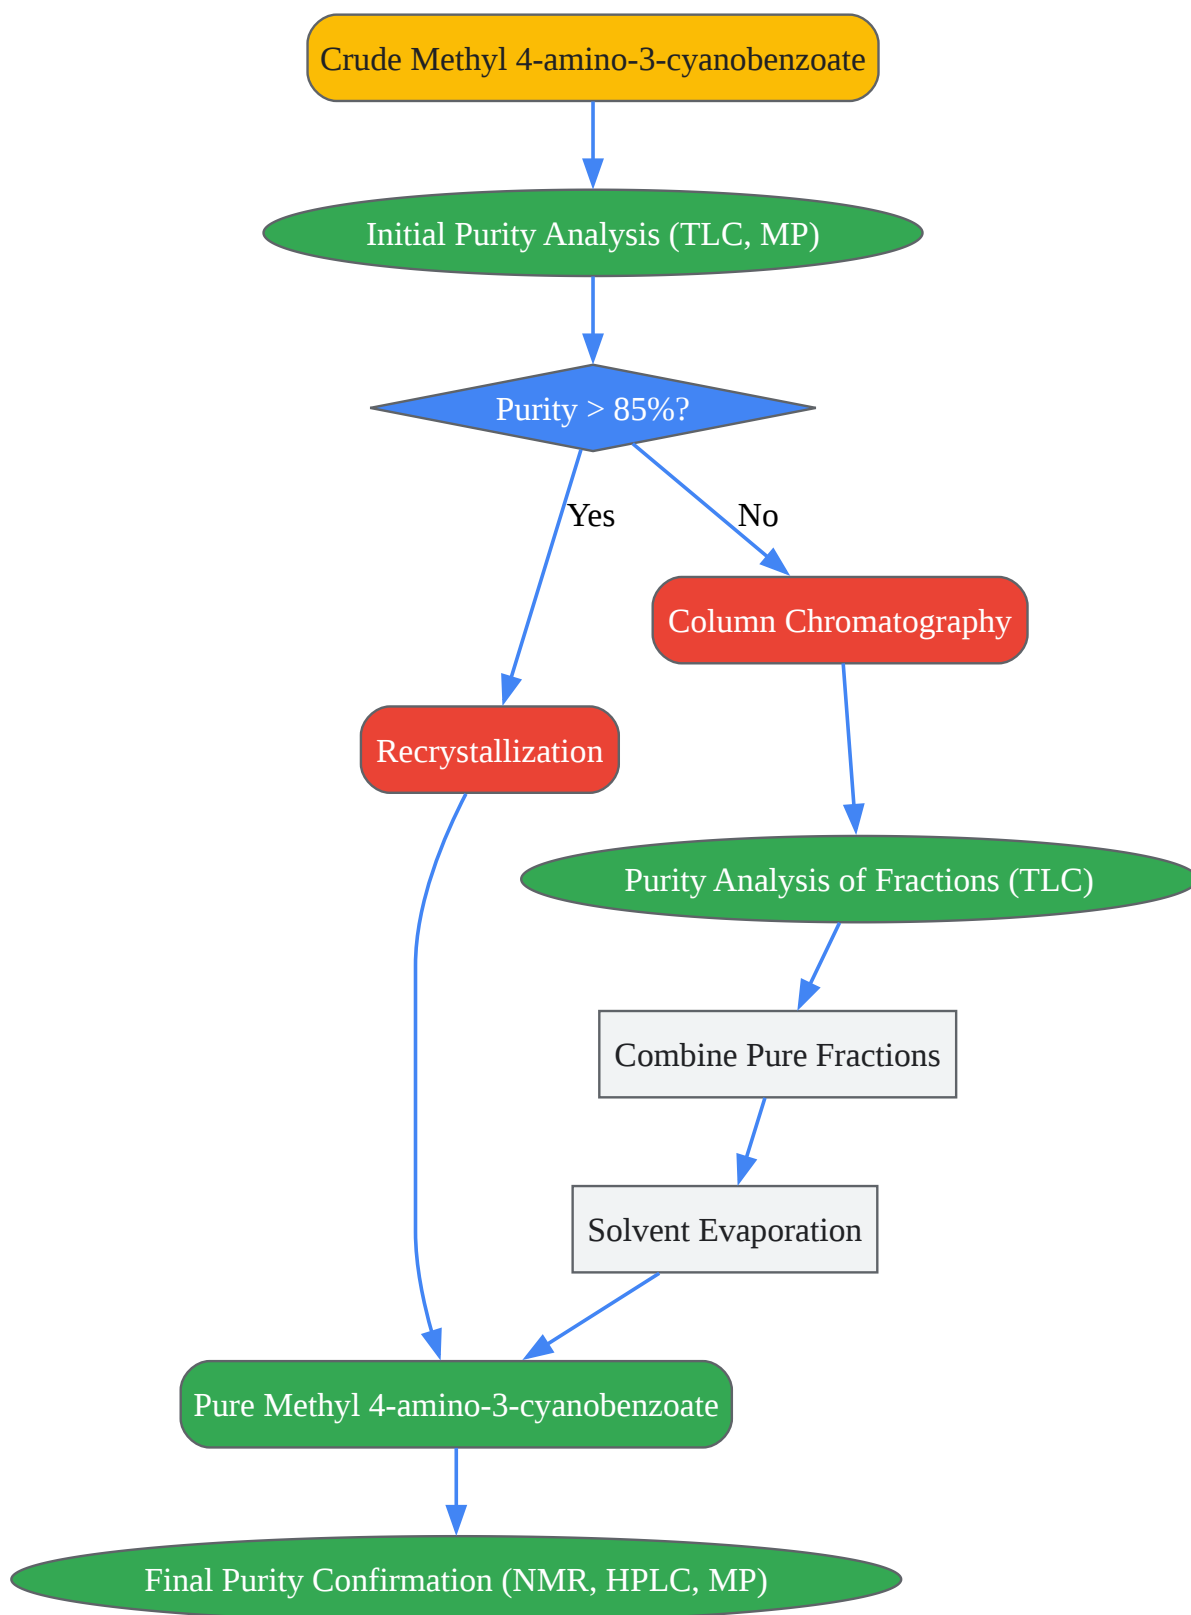 Crude Methyl 4-amino-3-cyanobenzoate
Initial Purity Analysis (TLC, MP)
Purity > 85%?
Yes
No
Column Chromatography
Recrystallization
Purity Analysis of Fractions (TLC)
Combine Pure Fractions
Solvent Evaporation
Pure Methyl 4-amino-3-cyanobenzoate
Final Purity Confirmation (NMR, HPLC, MP)